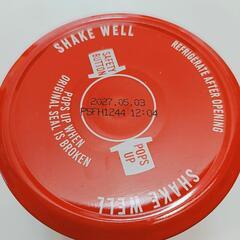 SHAKE WELL
SAFETY
BUTTON
REFRIGERATE AFTER OPENING
2027.05.03
PSFH1244 12:04
POPS UP WHEN
ORIGINAL SEAL IS BROKEN
POPS
UP
SHAKE WELL